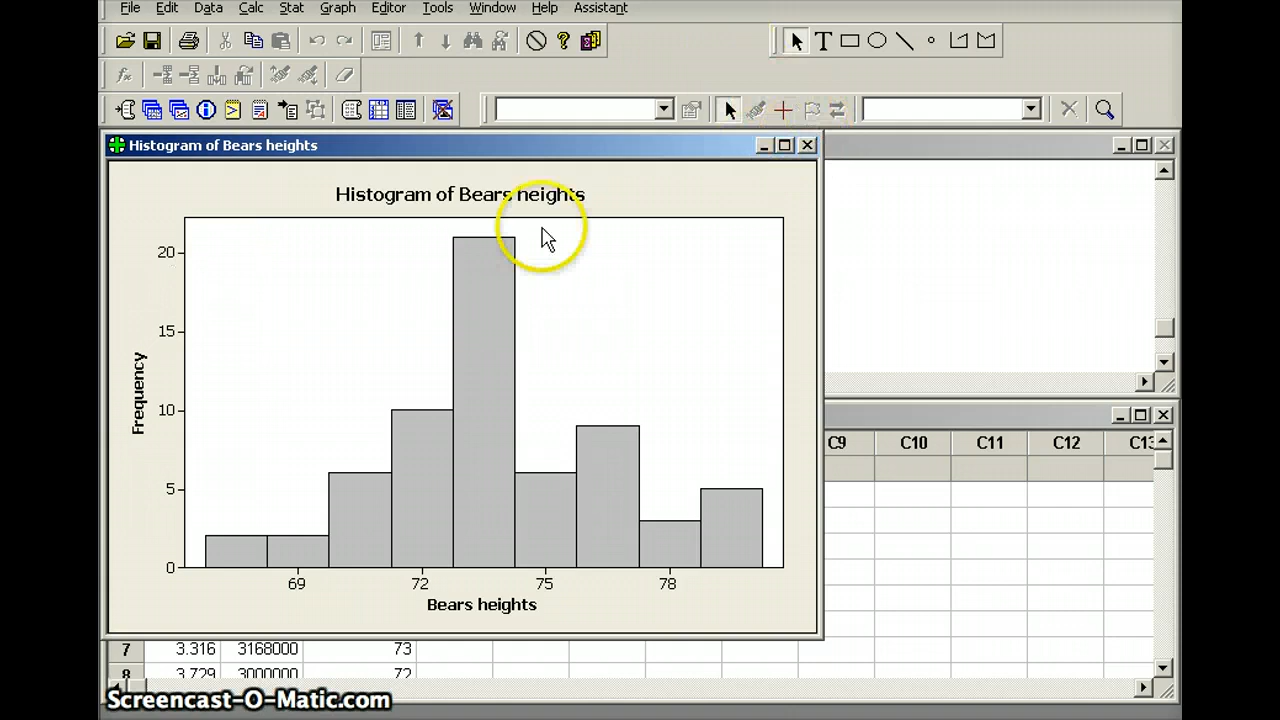 File Edit Data Calc Stat Graph Editor Tools Window Help Assistant
Histogram of Bears heights
Histogram of Bears heights
20
15
10
5
0
Frequency
69 72 75 78
Bears heights
C9 C10 C11 C12 C13
7 3.316 3168000 73
8 3.729 3000000 72
Screencast-O-Matic.com